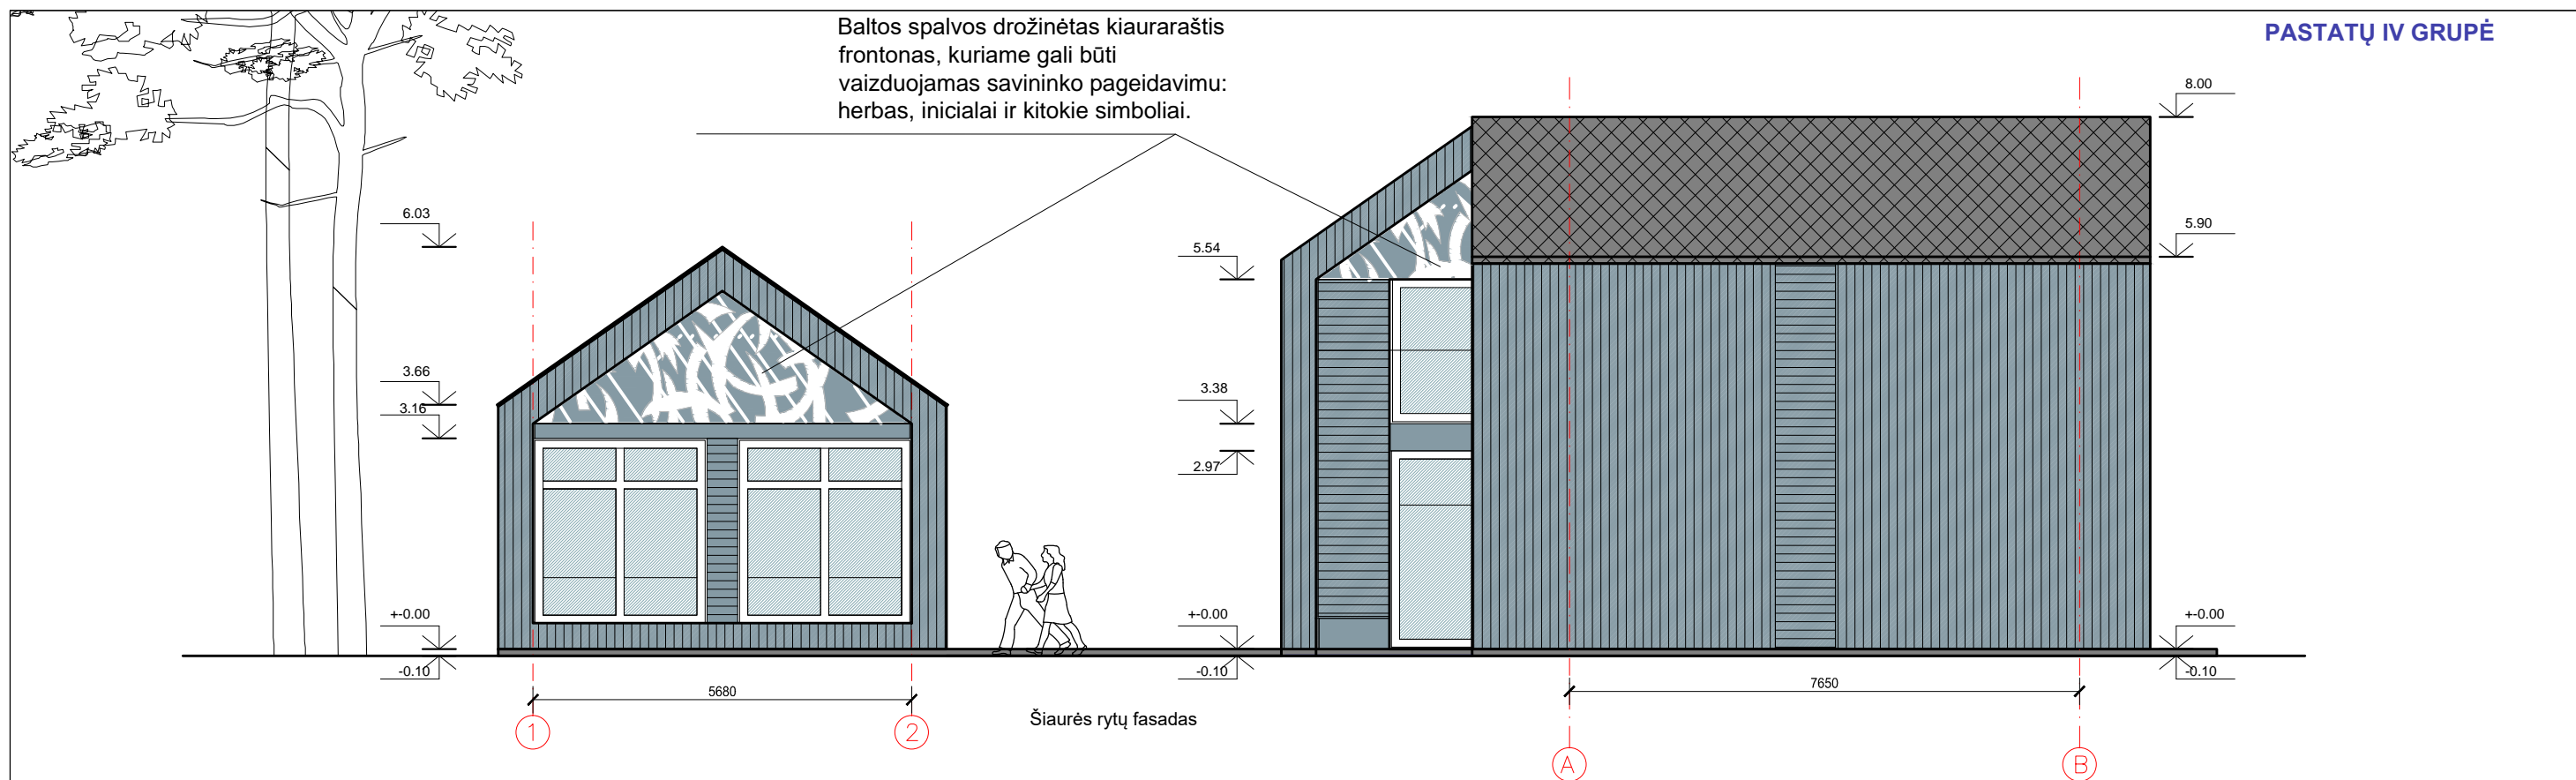 Baltos spalvos drožinėtas kiauraraštis
frontonas, kuriame gali būti
vaizduojamas savininko pageidavimu:
herbas, inicialai ir kitokie simboliai.
PASTATŲ IV GRUPĖ
8.00
5.90
6.03
3.66
3.16
+-0.00
-0.10
5.54
3.38
2.97
+-0.00
-0.10
+-0.00
-0.10
5680
7650
Šiaurės rytų fasadas
1
2
A
B